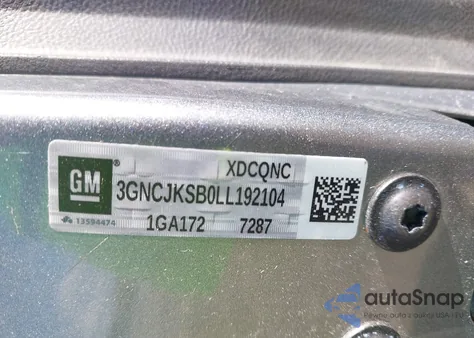 XDCQNC
GM ®
3GNCJKSB0LL192104
13594474
1GA172 7287
autoSnap